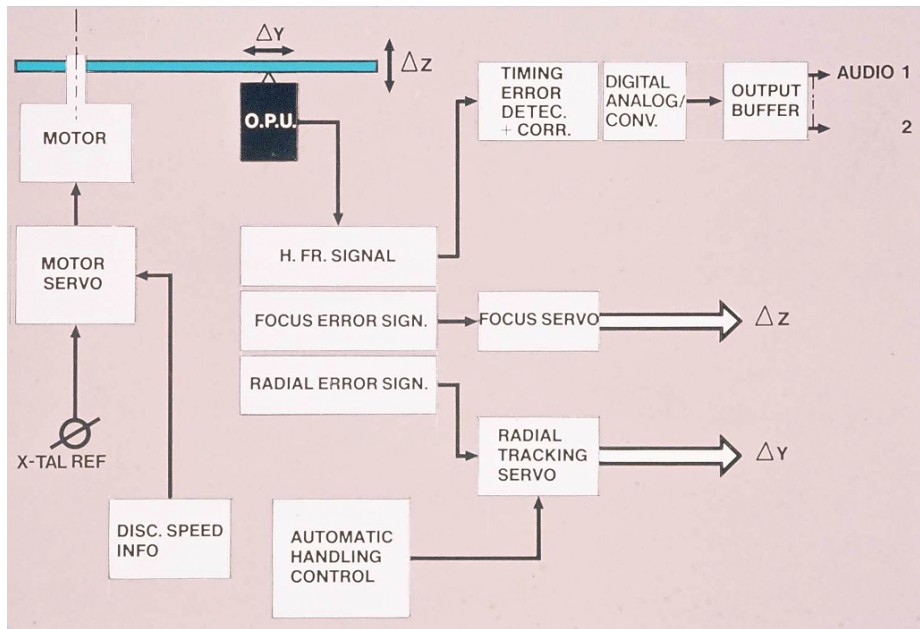 ΔY
ΔZ
MOTOR
O.P.U.
TIMING
ERROR
DETEC.
+ CORR.
DIGITAL
ANALOG/
CONV.
OUTPUT
BUFFER
AUDIO 1
2
MOTOR
SERVO
H. FR. SIGNAL
FOCUS ERROR SIGN.
FOCUS SERVO
ΔZ
RADIAL ERROR SIGN.
RADIAL
TRACKING
SERVO
ΔY
X-TAL REF
DISC. SPEED
INFO
AUTOMATIC
HANDLING
CONTROL